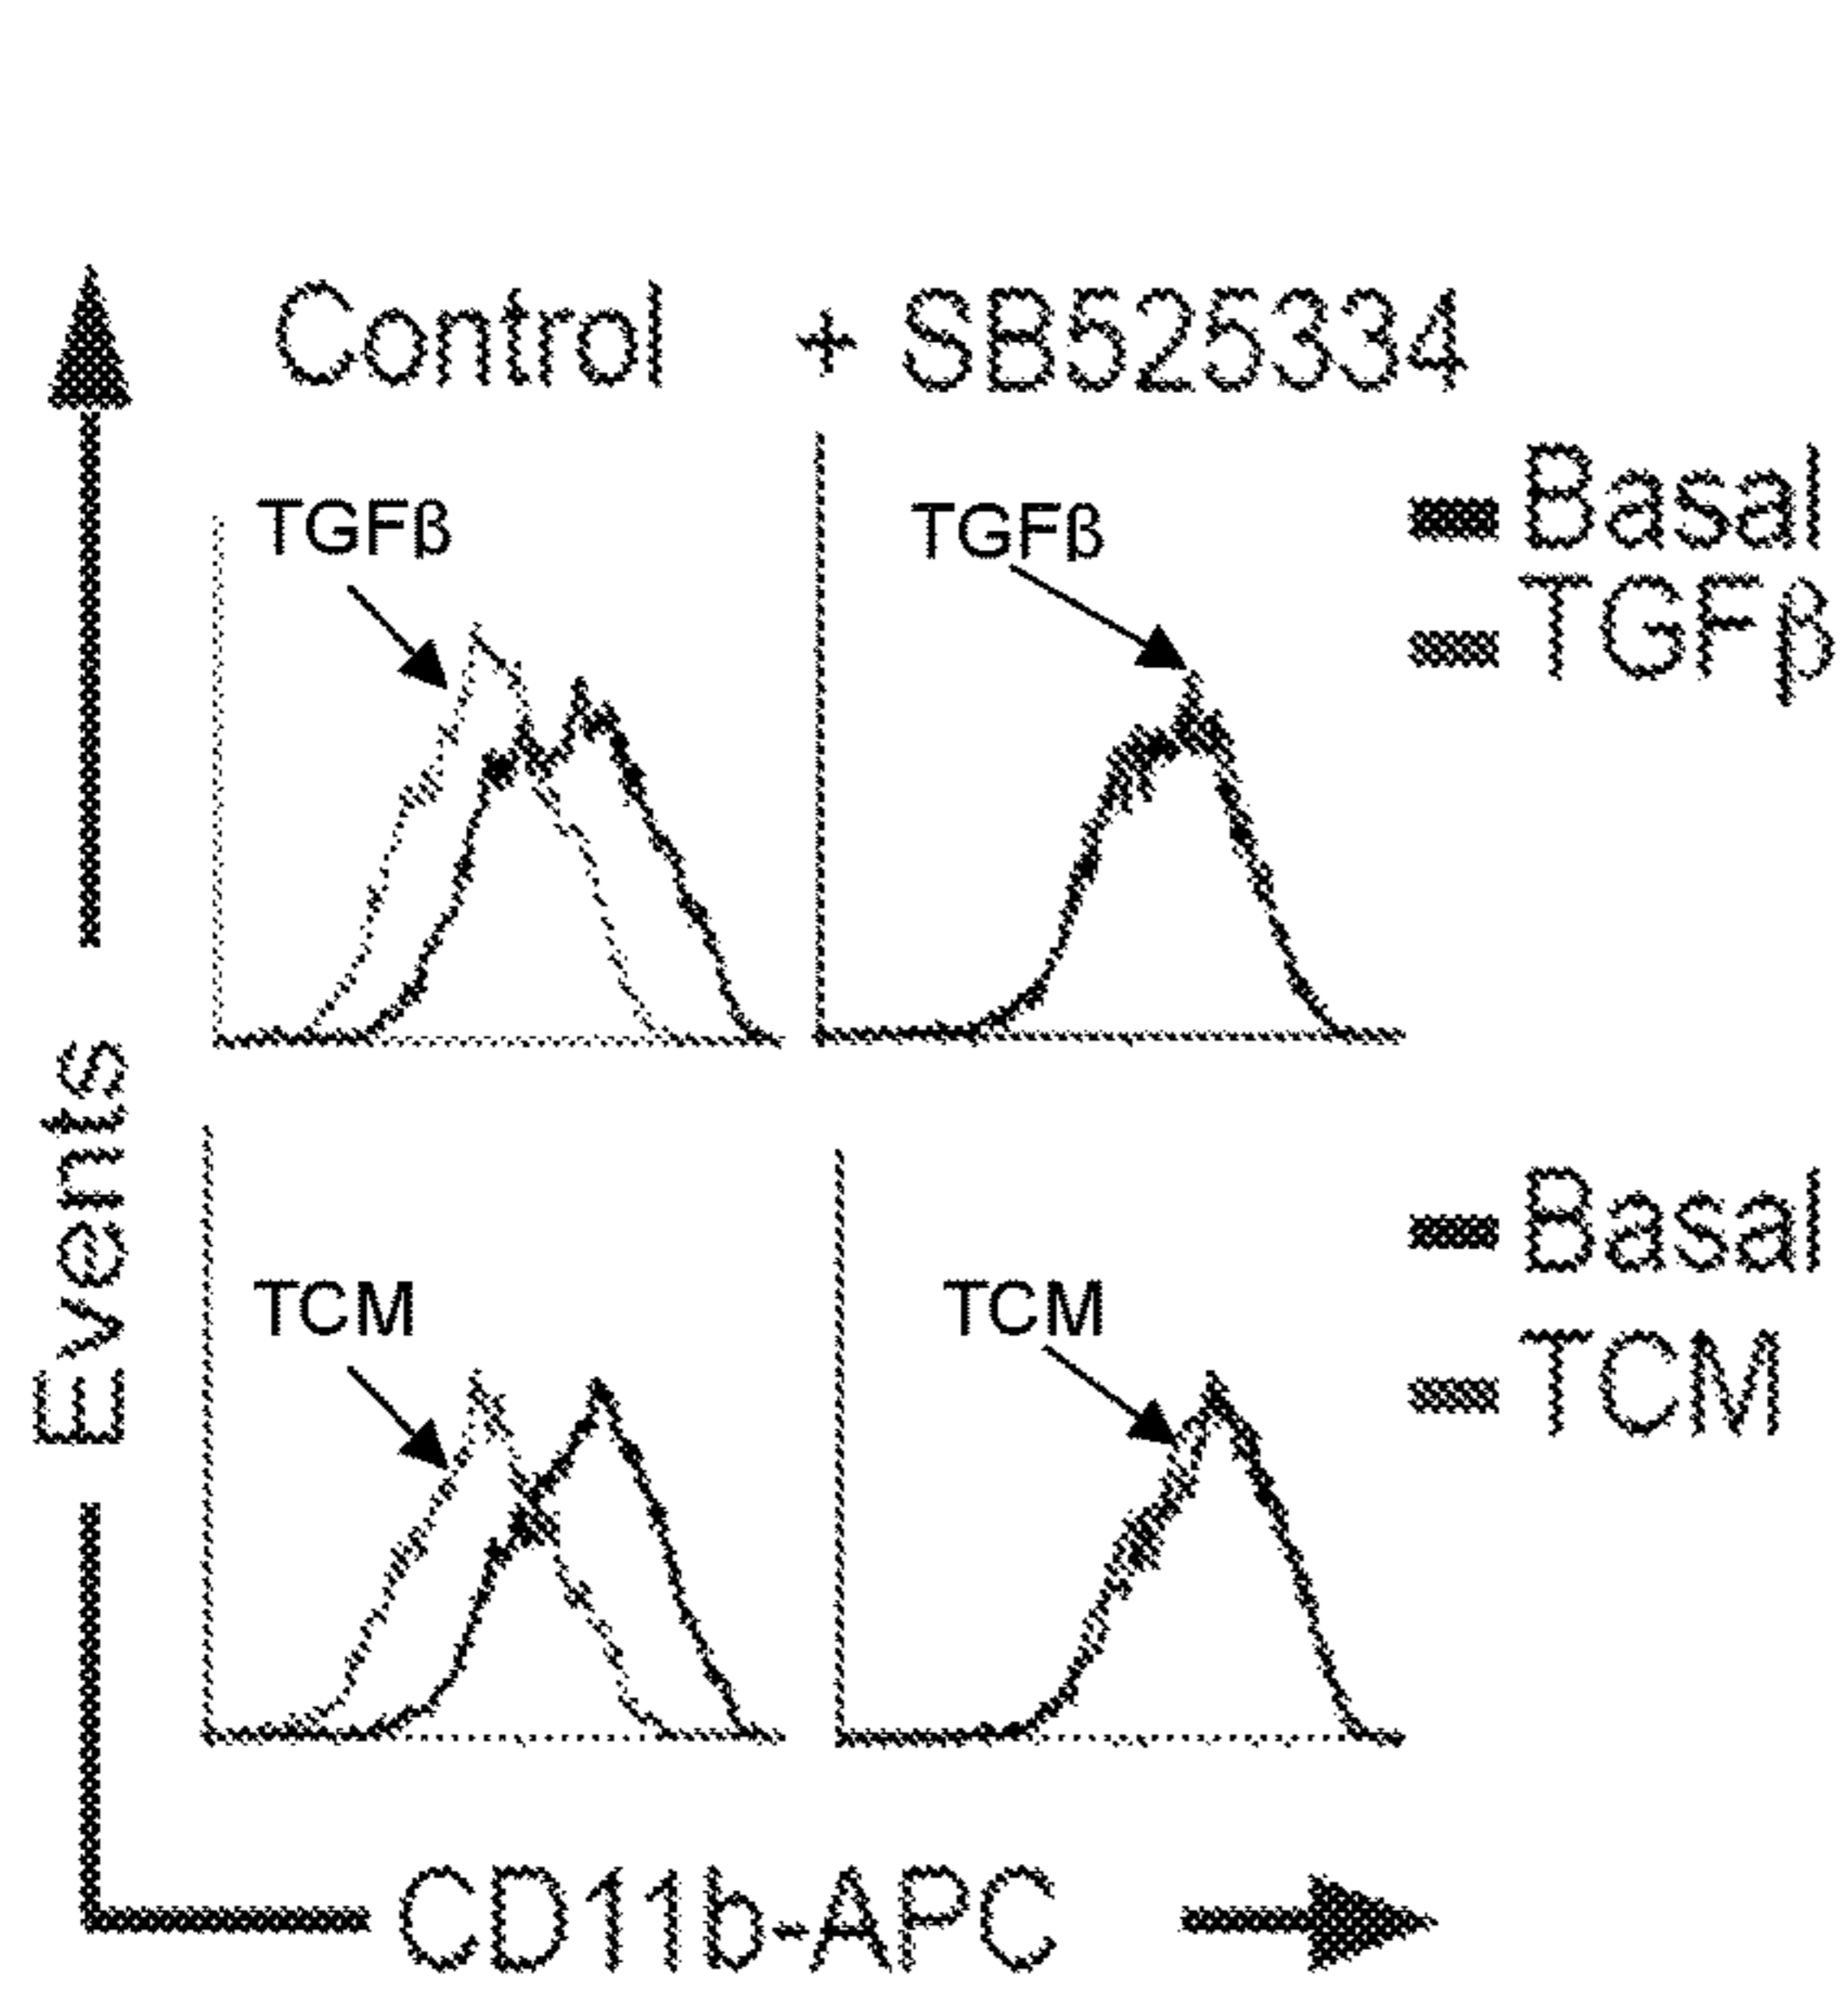 Control + SB525334
TGFβ TGFβ
Basal
TGFβ
Events
TCM TCM
Basal
TCM
CD11b-APC